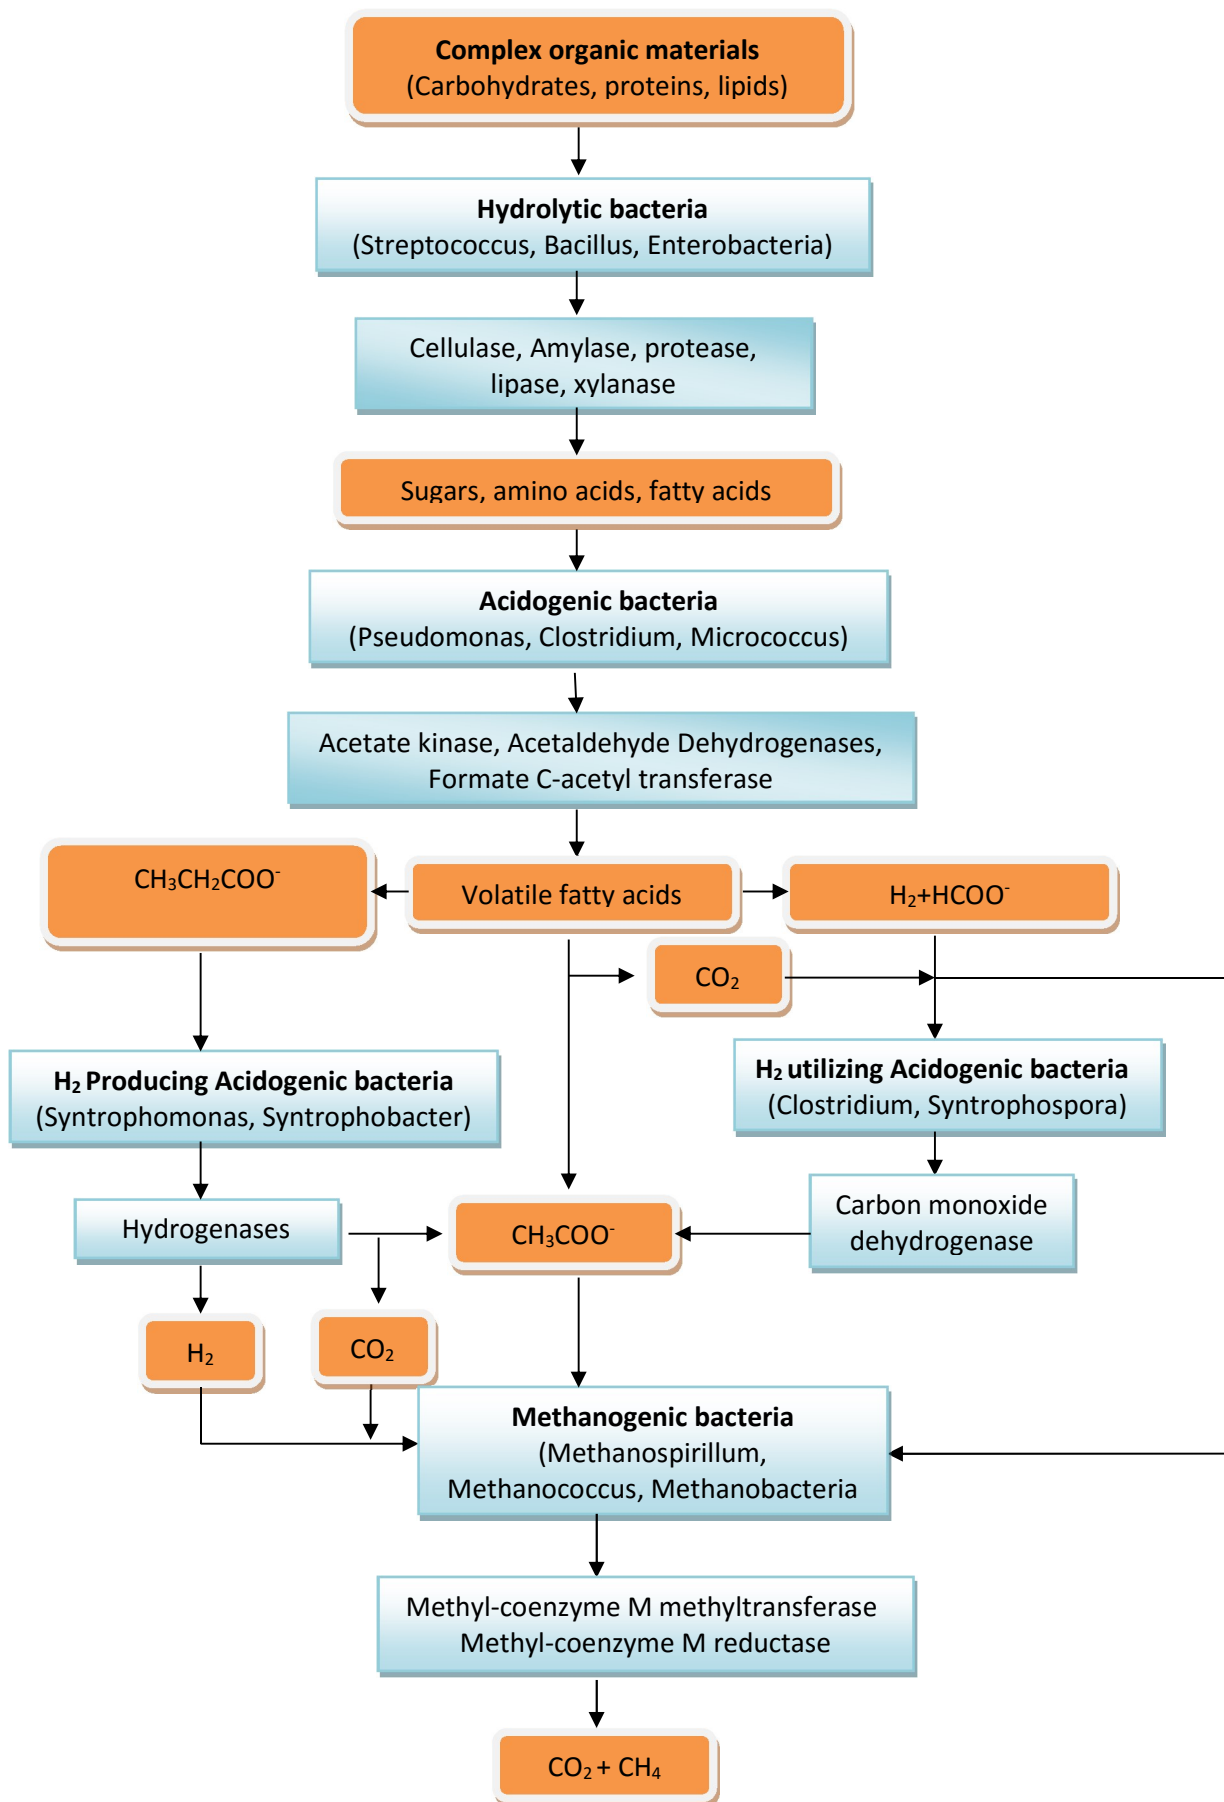 Complex organic materials
(Carbohydrates, proteins, lipids)
Hydrolytic bacteria
(Streptococcus, Bacillus, Enterobacteria)
Cellulase, Amylase, protease,
lipase, xylanase
Sugars, amino acids, fatty acids
Acidogenic bacteria
(Pseudomonas, Clostridium, Micrococcus)
Acetate kinase, Acetaldehyde Dehydrogenases,
Formate C-acetyl transferase
CH₃CH₂COO⁻
Volatile fatty acids
H₂+HCOO⁻
CO₂
H₂ Producing Acidogenic bacteria
(Syntrophomonas, Syntrophobacter)
H₂ utilizing Acidogenic bacteria
(Clostridium, Syntrophospora)
Hydrogenases
CH₃COO⁻
Carbon monoxide
dehydrogenase
H₂
CO₂
Methanogenic bacteria
(Methanospirillum,
Methanococcus, Methanobacteria
Methyl-coenzyme M methyltransferase
Methyl-coenzyme M reductase
CO₂ + CH₄